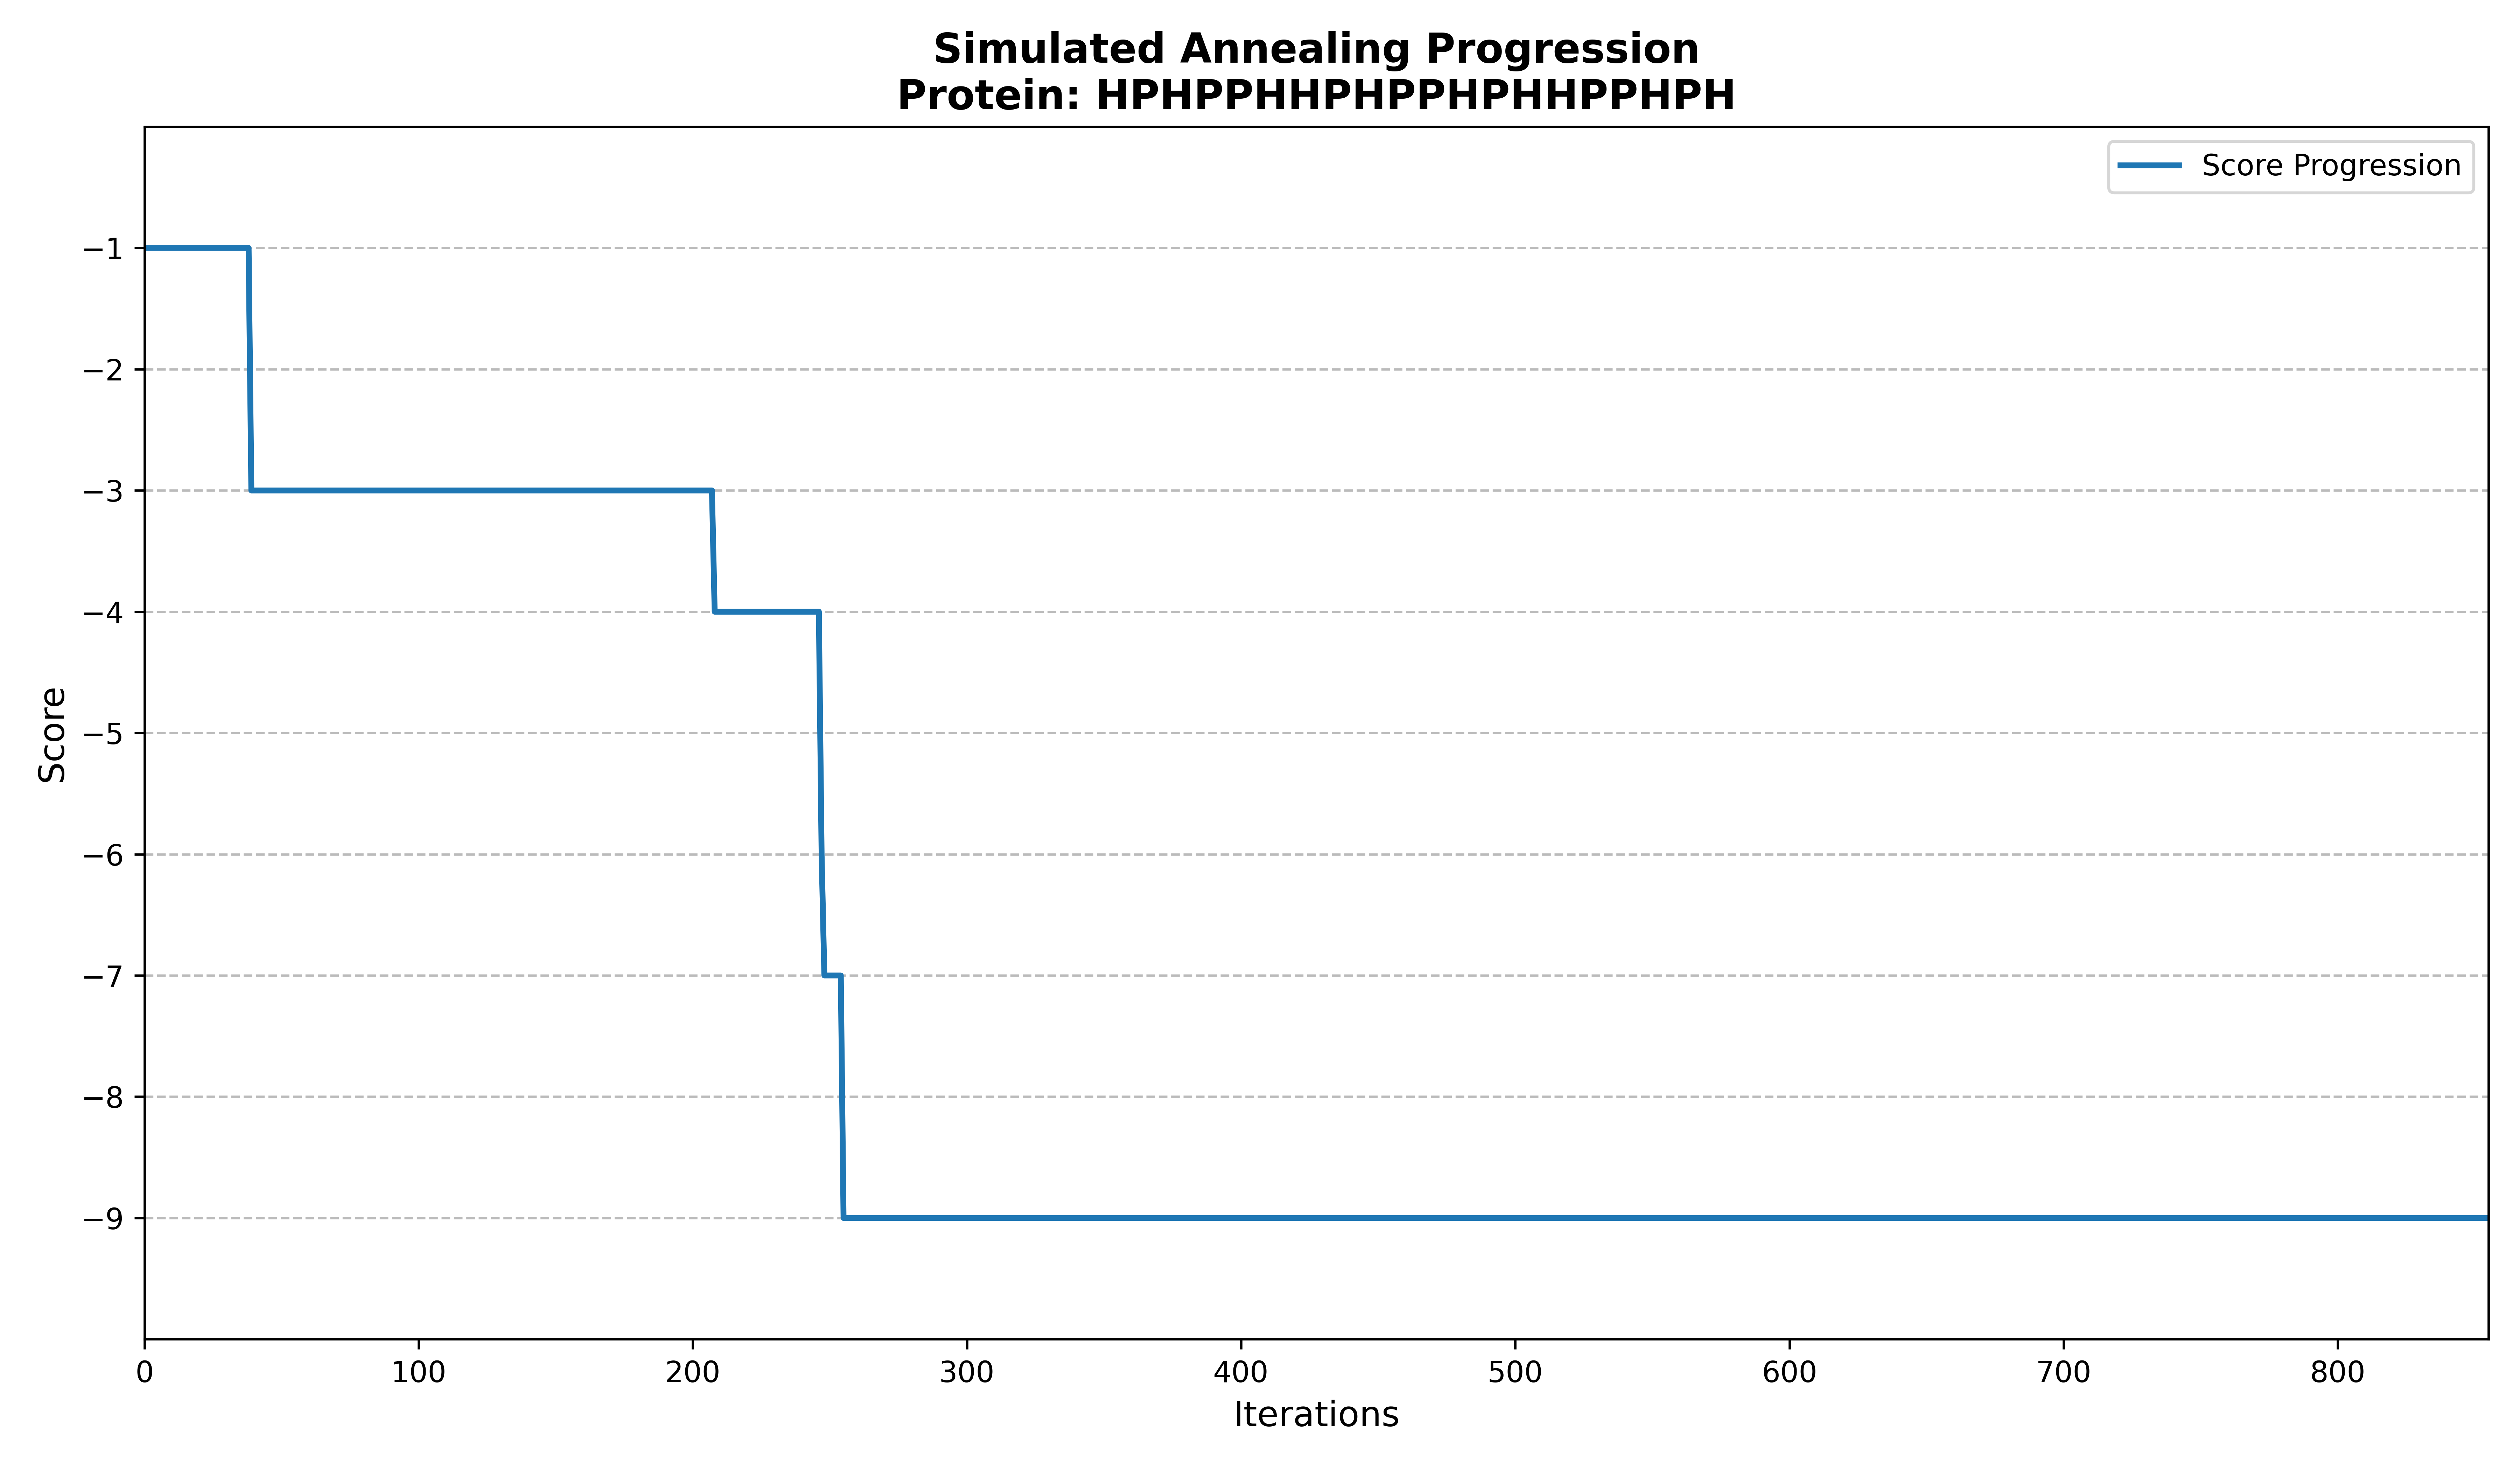 Simulated Annealing Progression
Protein: HPHPPHHPHPPHPHHPPHPH
Score Progression
−1
−2
−3
−4
−5
−6
−7
−8
−9
Score
0 100 200 300 400 500 600 700 800
Iterations